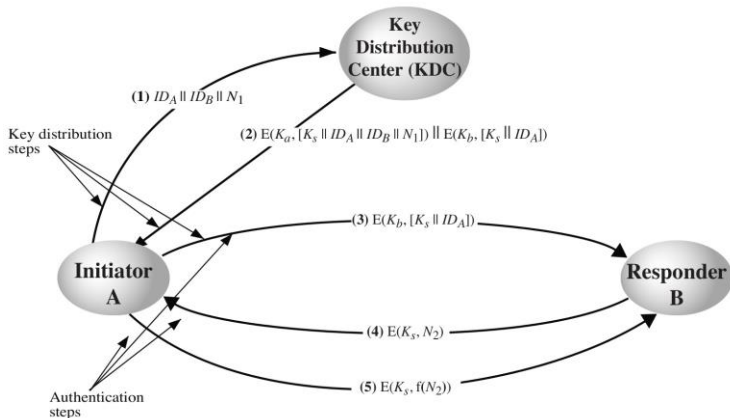 Key
Distribution
Center (KDC)
(1) ID_A || ID_B || N_1
(2) E(K_a, [K_s || ID_A || ID_B || N_1]) || E(K_b, [K_s || ID_A])
Key distribution
steps
(3) E(K_b, [K_s || ID_A])
Initiator
A
Responder
B
(4) E(K_s, N_2)
(5) E(K_s, f(N_2))
Authentication
steps